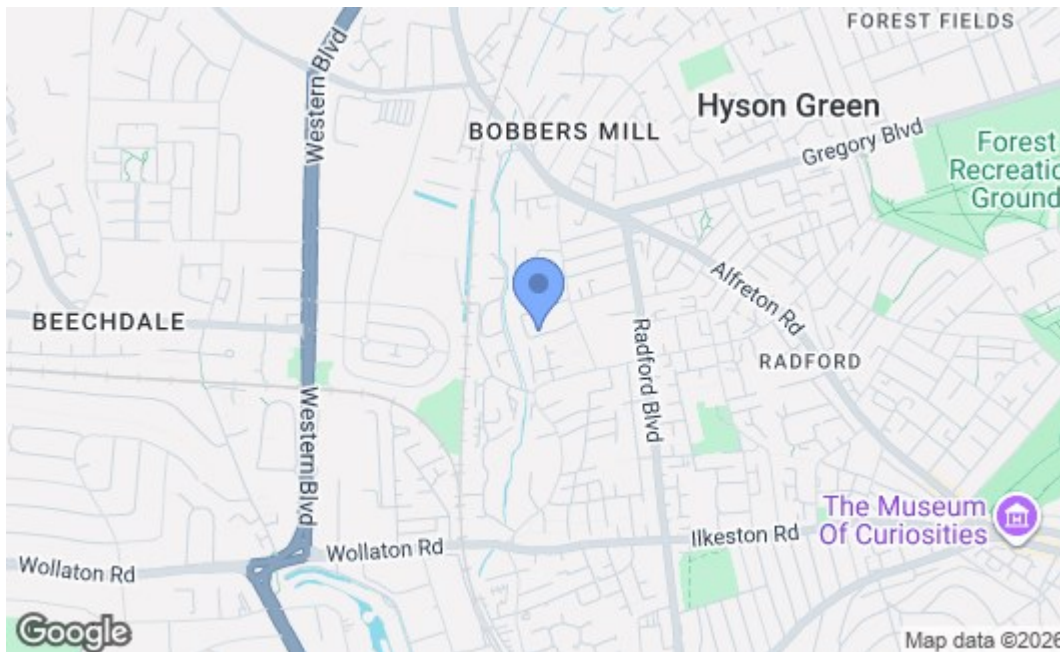 FOREST FIELDS
Western Blvd
Hyson Green
BOBBERS MILL
Gregory Blvd
Forest
Recreatio
Ground
Alfreton Rd
BEECHDALE
Radford Blvd
RADFORD
Western Blvd
The Museum
Of Curiosities
Ilkeston Rd
Wollaton Rd
Wollaton Rd
Google
Map data ©2026